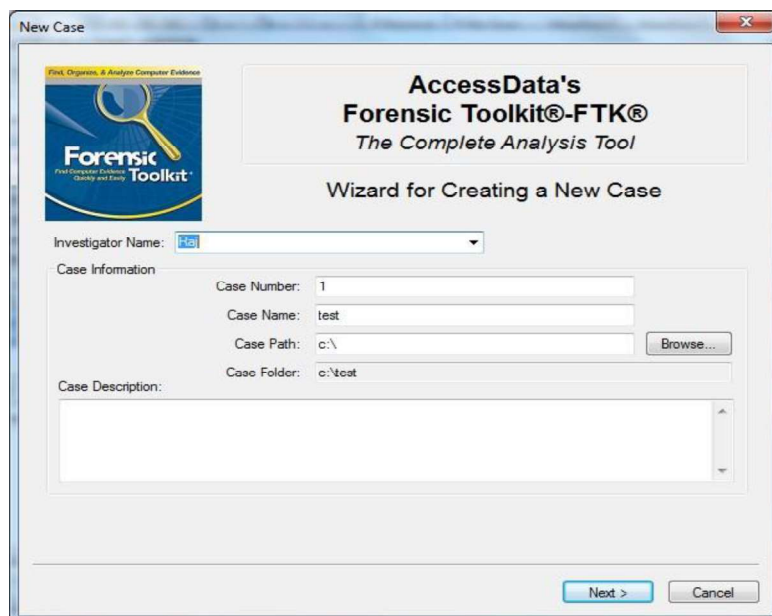 New Case
Find, Organize, & Analyze Computer Evidence
Forensic
Toolkit
Find Computer Evidence
Quickly and Easily
AccessData's
Forensic Toolkit®-FTK®
The Complete Analysis Tool
Wizard for Creating a New Case
Investigator Name: Raj
Case Information
Case Number: 1
Case Name: test
Case Path: c:\ Browse...
Case Folder: c:\test
Case Description:
Next > Cancel